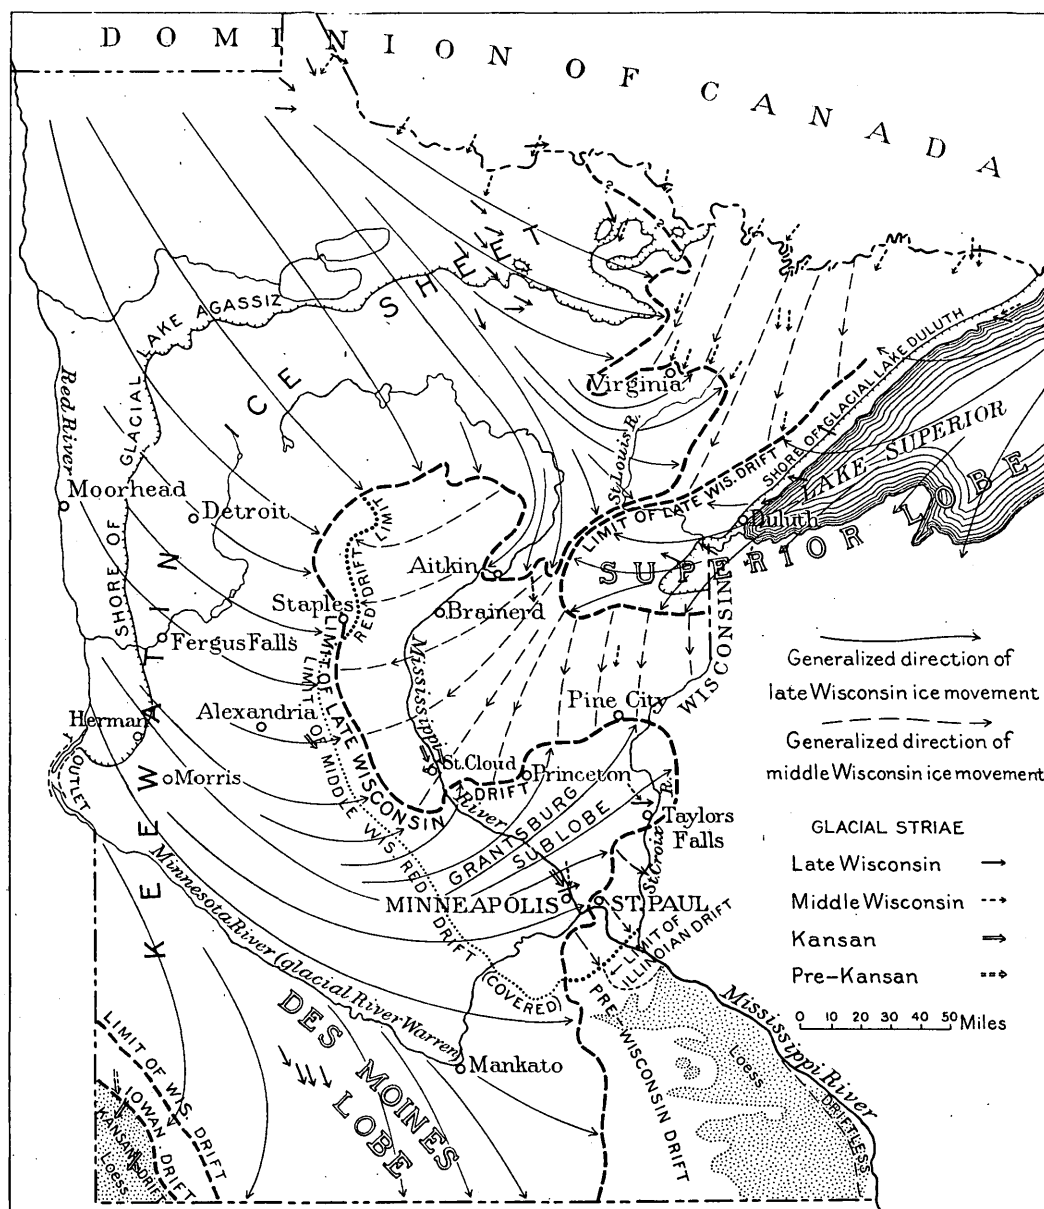 DOMINION OF CANADA
KEEWATIN ICE SHEET
SHORE OF GLACIAL LAKE AGASSIZ
Red River
Moorhead
Detroit
Virginia
St. Louis R.
LIMIT OF LATE WIS. DRIFT
SHORE OF GLACIAL LAKE DULUTH
LAKE SUPERIOR
Duluth
SUPERIOR LOBE
Aitkin
Brainerd
Staples
RED DRIFT LIMIT
Fergus Falls
Alexandria
Herman
OUTLET
Morris
LIMIT OF LATE WISCONSIN DRIFT
LIMIT OF MIDDLE WIS. RED DRIFT (COVERED)
Mississippi River
St. Cloud
Princeton
Pine City
WISCONSIN
GRANTSBURG SUBLOBE
Taylors Falls
St. Croix R.
MINNEAPOLIS
ST. PAUL
LIMIT OF ILLINOIAN DRIFT
Minnesota River (glacial River Warren)
DES MOINES LOBE
Mankato
PRE-WISCONSIN DRIFT
Loess
Mississippi River
DRIFTLESS
LIMIT OF WIS. DRIFT
IOWAN DRIFT
KANSAN DRIFT
Loess
?
?
Generalized direction of
late Wisconsin ice movement
Generalized direction of
middle Wisconsin ice movement
GLACIAL STRIAE
Late Wisconsin
Middle Wisconsin
Kansan
Pre-Kansan
0 10 20 30 40 50 Miles